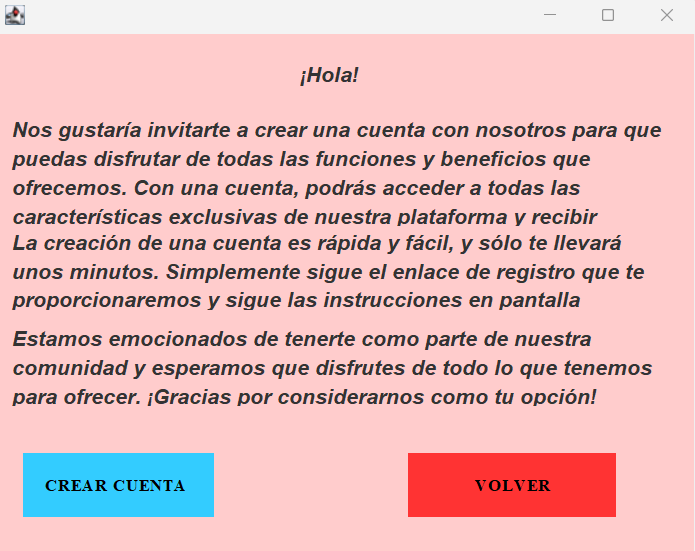 ¡Hola!
Nos gustaría invitarte a crear una cuenta con nosotros para que
puedas disfrutar de todas las funciones y beneficios que
ofrecemos. Con una cuenta, podrás acceder a todas las
características exclusivas de nuestra plataforma y recibir
La creación de una cuenta es rápida y fácil, y sólo te llevará
unos minutos. Simplemente sigue el enlace de registro que te
proporcionaremos y sigue las instrucciones en pantalla
Estamos emocionados de tenerte como parte de nuestra
comunidad y esperamos que disfrutes de todo lo que tenemos
para ofrecer. ¡Gracias por considerarnos como tu opción!
CREAR CUENTA
VOLVER